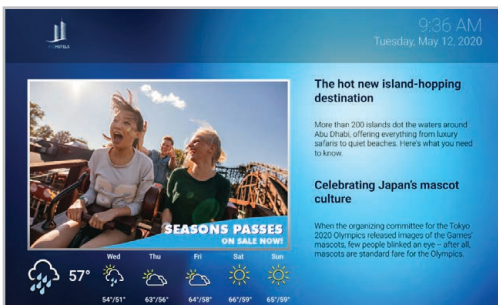 9:36 AM
Tuesday, May 12, 2020
HOTELS
SEASONS PASSES
ON SALE NOW!
The hot new island-hopping
destination
More than 200 islands dot the waters around
Abu Dhabi, offering everything from luxury
safaris to quiet beaches. Here's what you need
to know.
Celebrating Japan's mascot
culture
When the organizing committee for the Tokyo
2020 Olympics released images of the Games'
mascots, few people blinked an eye – after all,
mascots are standard fare for the Olympics.
57°
Wed
Thu
Fri
Sat
Sun
54°/51°
63°/56°
64°/58°
66°/59°
65°/59°